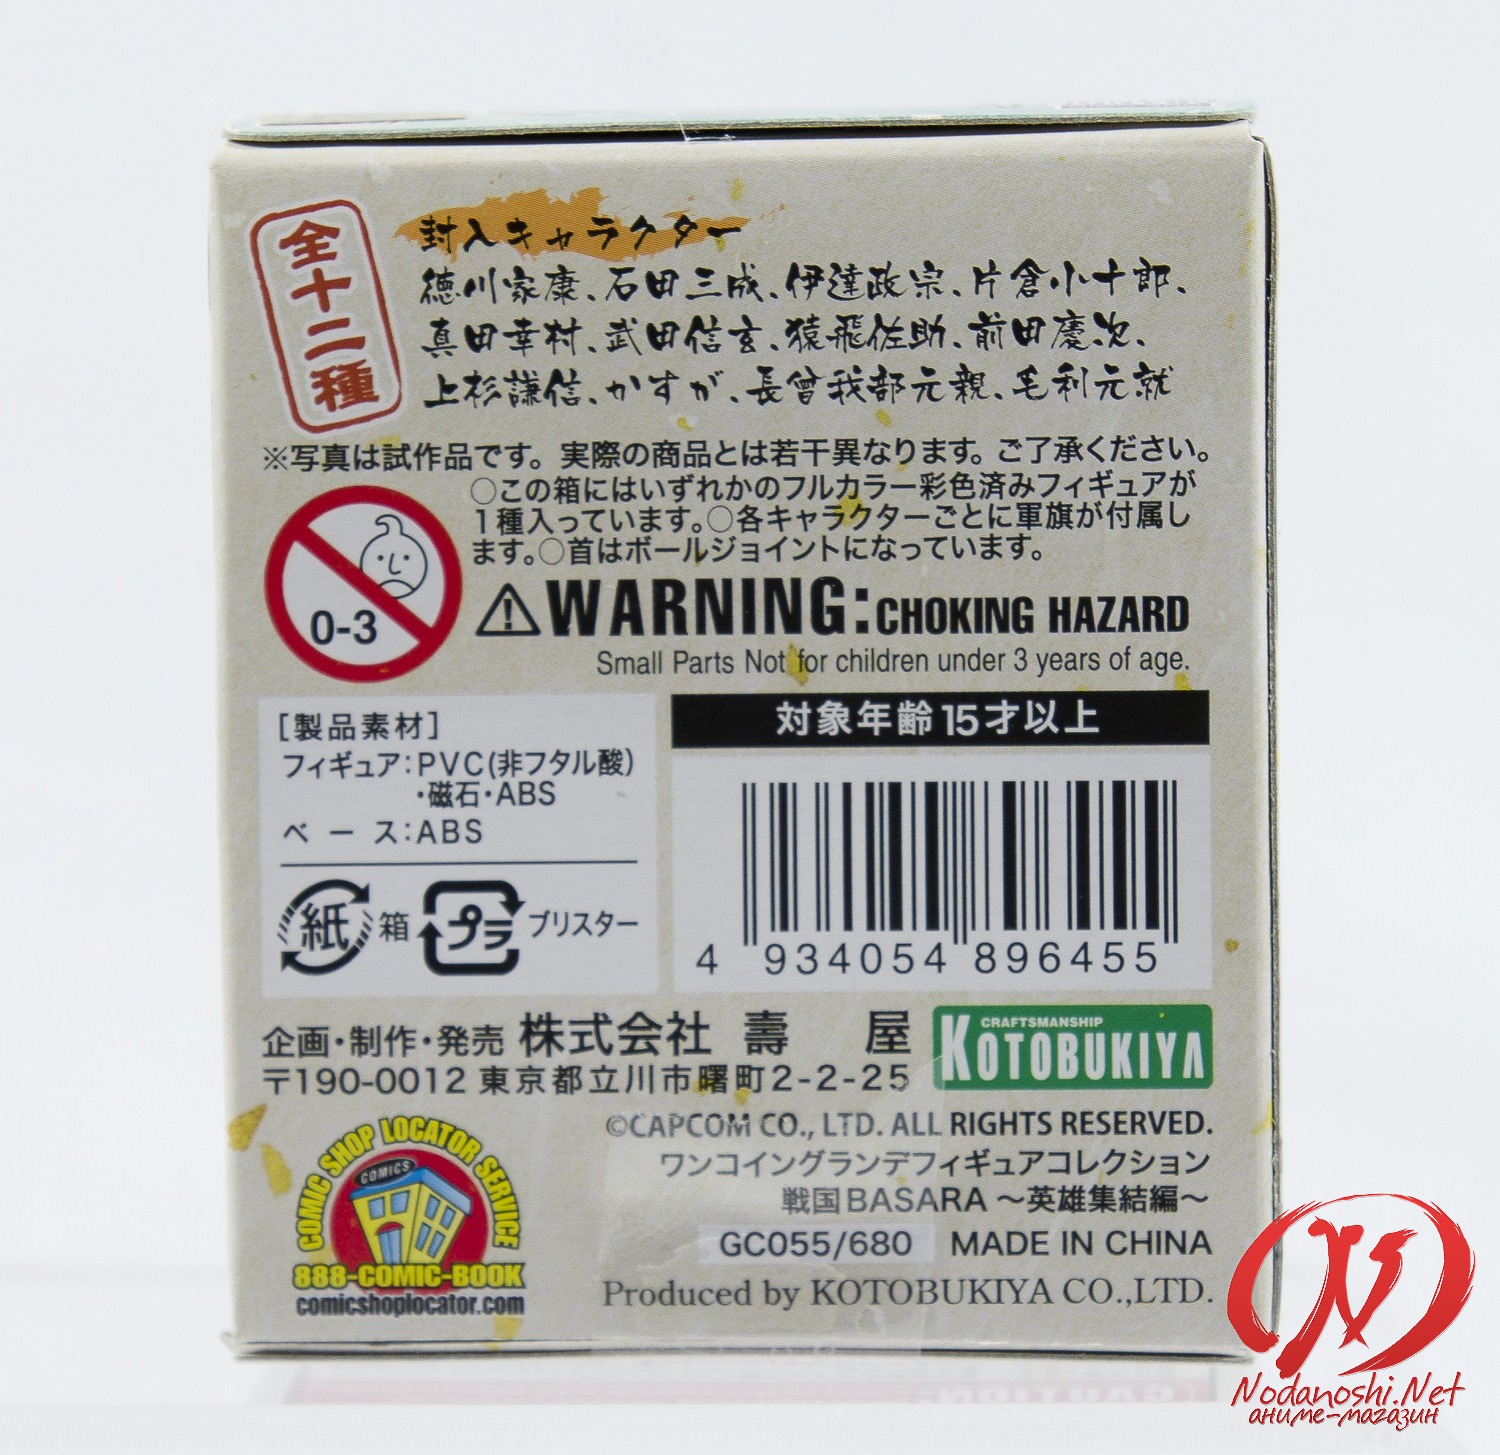 全十二種
封入キャラクター
徳川家康、石田三成、伊達政宗、片倉小十郎、
真田幸村、武田信玄、猿飛佐助、前田慶次、
上杉謙信、かすが、長曾我部元親、毛利元就
※写真は試作品です。実際の商品とは若干異なります。ご了承ください。
○この箱にはいずれかのフルカラー彩色済みフィギュアが
1種入っています。○各キャラクターごとに軍旗が付属し
ます。○首はボールジョイントになっています。
0-3
WARNING:CHOKING HAZARD
Small Parts Not for children under 3 years of age.
[製品素材]
フィギュア:PVC(非フタル酸)
・磁石・ABS
ベース:ABS
紙 箱 プラ ブリスター
対象年齢15才以上
4 934054 896455
企画・制作・発売 株式会社 壽 屋
〒190-0012 東京都立川市曙町2-2-25
CRAFTSMANSHIP
KOTOBUKIYA
©CAPCOM CO., LTD. ALL RIGHTS RESERVED.
ワンコイングランデフィギュアコレクション
戦国BASARA ～英雄集結編～
GC055/680 MADE IN CHINA
Produced by KOTOBUKIYA CO.,LTD.
COMIC SHOP LOCATOR SERVICE
COMICS
888-COMIC-BOOK
comicshoplocator.com
CAUTION:
Nodanoshi.Net
аниме-магазин